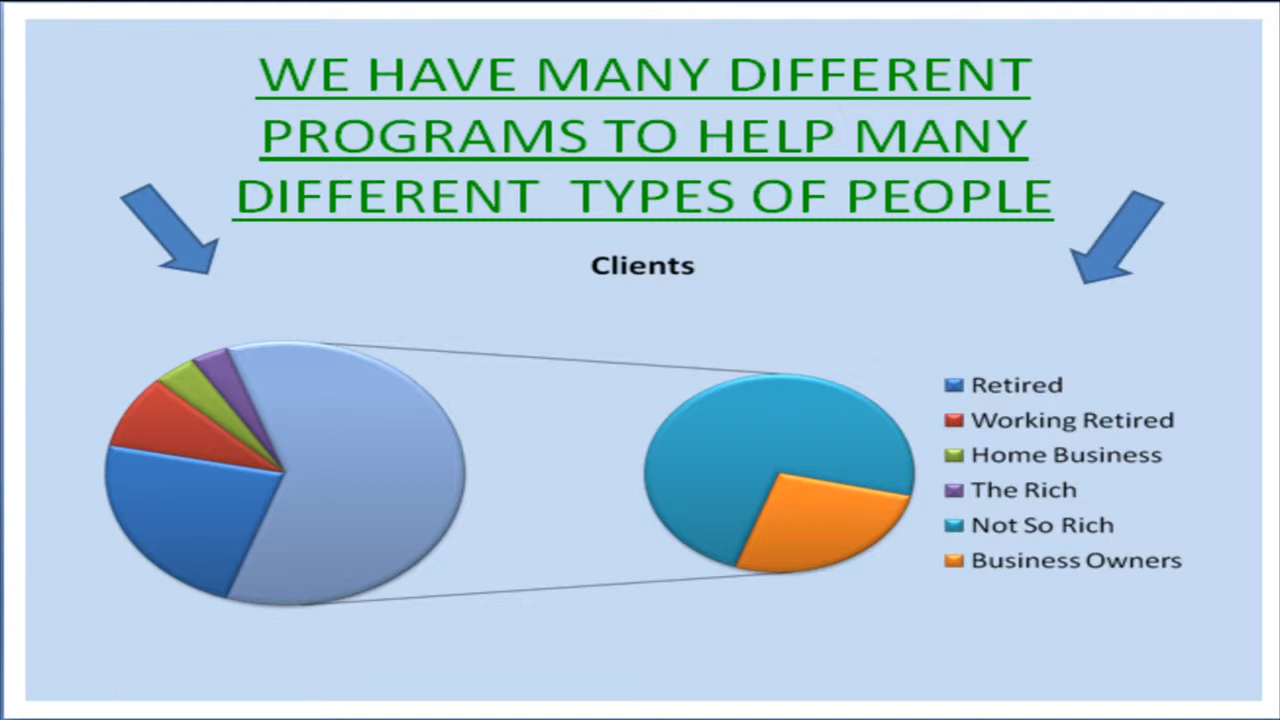 WE HAVE MANY DIFFERENT
PROGRAMS TO HELP MANY
DIFFERENT TYPES OF PEOPLE
Clients
Retired
Working Retired
Home Business
The Rich
Not So Rich
Business Owners